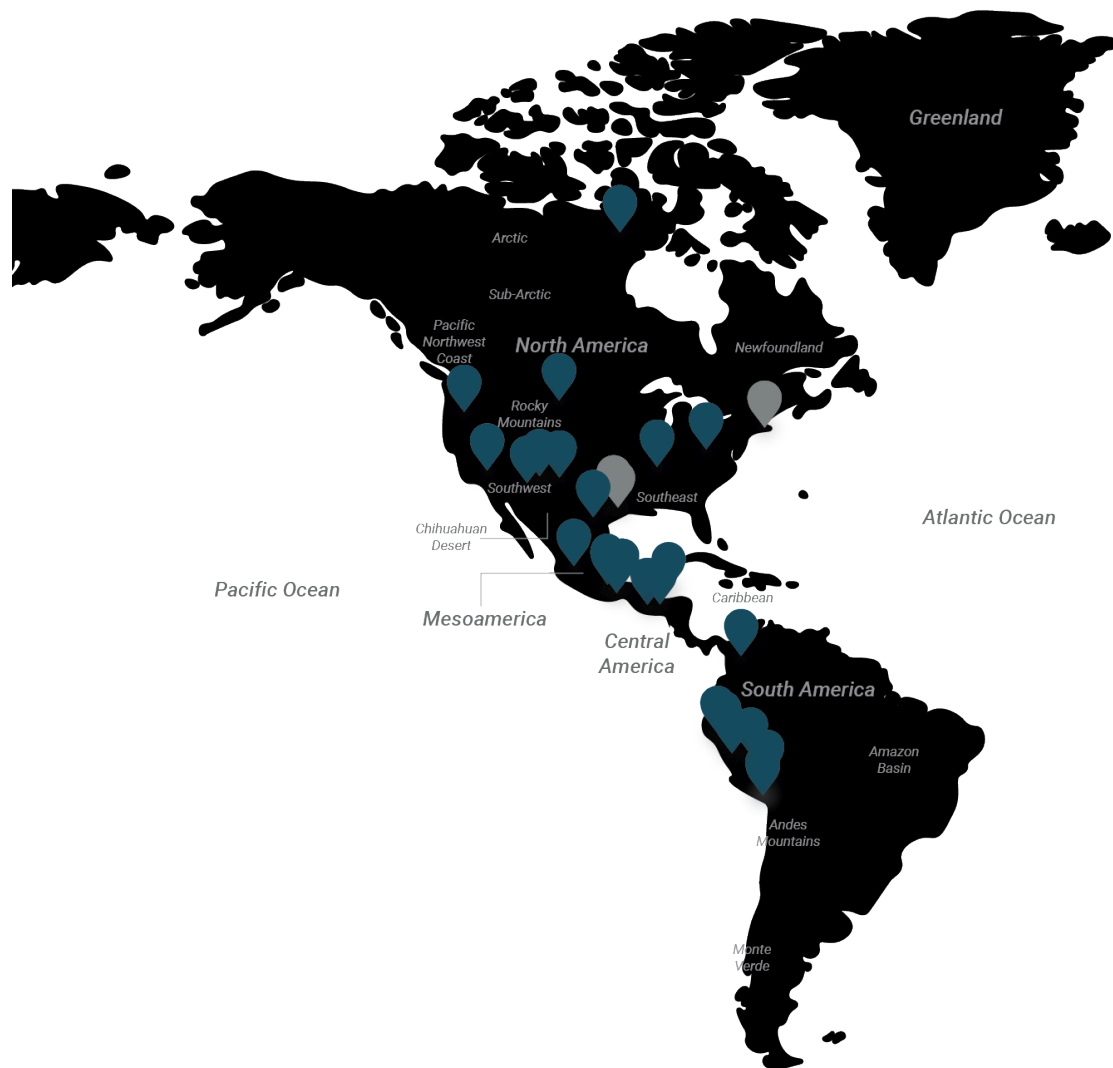 Greenland
Arctic
Sub-Arctic
Pacific
Northwest
Coast
North America
Newfoundland
Rocky
Mountains
Southwest
Southeast
Chihuahuan
Desert
Atlantic Ocean
Pacific Ocean
Mesoamerica
Caribbean
Central
America
South America
Amazon
Basin
Andes
Mountains
Monte
Verde